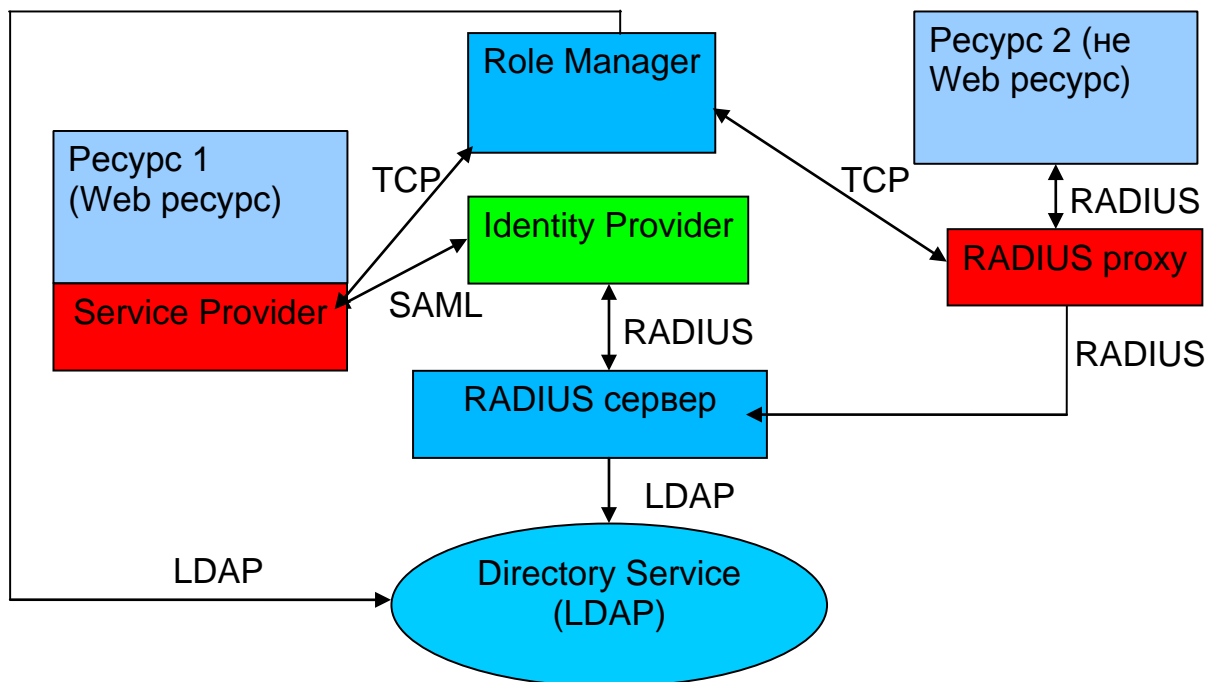 Role Manager
Ресурс 2 (не
Web ресурс)
Ресурс 1
(Web ресурс)
TCP
TCP
RADIUS
Identity Provider
RADIUS proxy
Service Provider
SAML
RADIUS
RADIUS
RADIUS сервер
LDAP
LDAP
Directory Service
(LDAP)